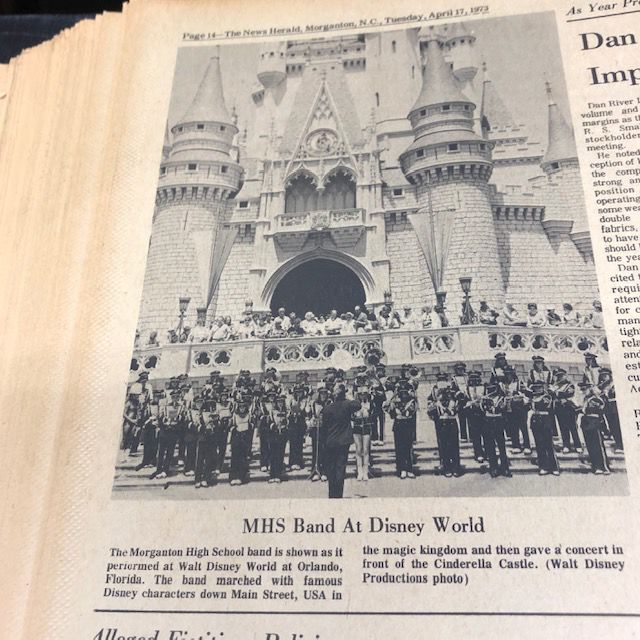 Page 14—The News Herald, Morganton, N.C., Tuesday, April 17, 1973
MHS Band At Disney World
The Morganton High School band is shown as it
performed at Walt Disney World at Orlando,
Florida. The band marched with famous
Disney characters down Main Street, USA in
the magic kingdom and then gave a concert in
front of the Cinderella Castle. (Walt Disney
Productions photo)
As Year
Dan
Imp
Dan River
volume and
margins as
R. S. Sma
stockholder
meeting.
He noted
ception of
the comp
strong an
position
operating
some wea
double
fabrics,
to have
should
the yea
Dan
cited
requi
atten
for c
man
tigh
rela
and
est
cu
Alleged